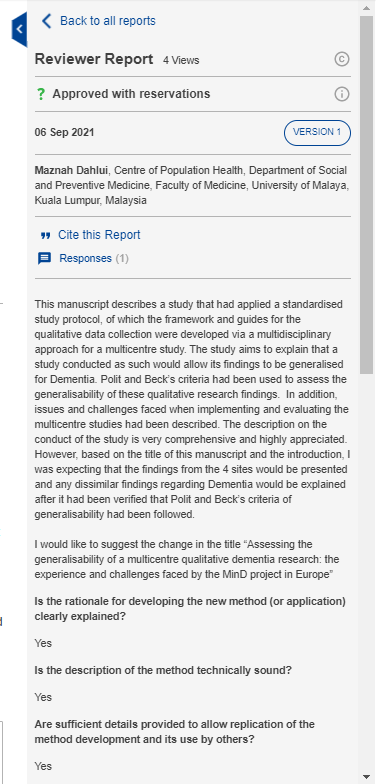 Back to all reports
Reviewer Report 4 Views
? Approved with reservations
06 Sep 2021 VERSION 1
Maznah Dahlui, Centre of Population Health, Department of Social
and Preventive Medicine, Faculty of Medicine, University of Malaya,
Kuala Lumpur, Malaysia
Cite this Report
Responses (1)
This manuscript describes a study that had applied a standardised
study protocol, of which the framework and guides for the
qualitative data collection were developed via a multidisciplinary
approach for a multicentre study. The study aims to explain that a
study conducted as such would allow its findings to be generalised
for Dementia. Polit and Beck’s criteria had been used to assess the
generalisability of these qualitative research findings. In addition,
issues and challenges faced when implementing and evaluating the
multicentre studies had been described. The description on the
conduct of the study is very comprehensive and highly appreciated.
However, based on the title of this manuscript and the introduction, I
was expecting that the findings from the 4 sites would be presented
and any dissimilar findings regarding Dementia would be explained
after it had been verified that Polit and Beck’s criteria of
generalisability had been followed.
I would like to suggest the change in the title “Assessing the
generalisability of a multicentre qualitative dementia research: the
experience and challenges faced by the MinD project in Europe”
Is the rationale for developing the new method (or application)
clearly explained?
Yes
Is the description of the method technically sound?
Yes
Are sufficient details provided to allow replication of the
method development and its use by others?
Yes